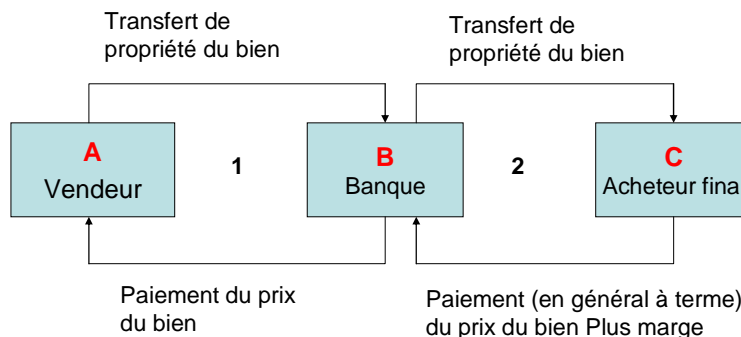 Transfert de
propriété du bien
Transfert de
propriété du bien
A
Vendeur
1
B
Banque
2
C
Acheteur fina
Paiement du prix
du bien
Paiement (en général à terme)
du prix du bien Plus marge